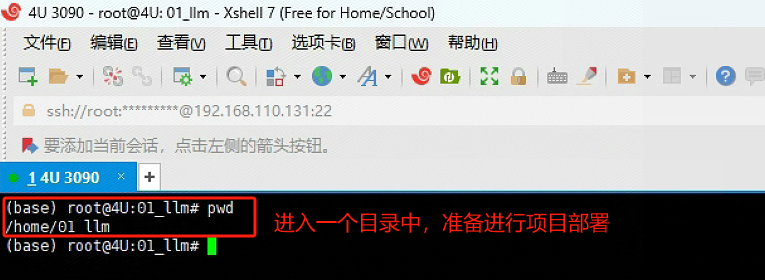 4U 3090 - root@4U: 01_llm - Xshell 7 (Free for Home/School)
文件(F) 编辑(E) 查看(V) 工具(T) 选项卡(B) 窗口(W) 帮助(H)
ssh://root:*********@192.168.110.131:22
要添加当前会话，点击左侧的箭头按钮。
1 4U 3090 × +
(base) root@4U:01_llm# pwd
/home/01_llm
进入一个目录中，准备进行项目部署
(base) root@4U:01_llm#